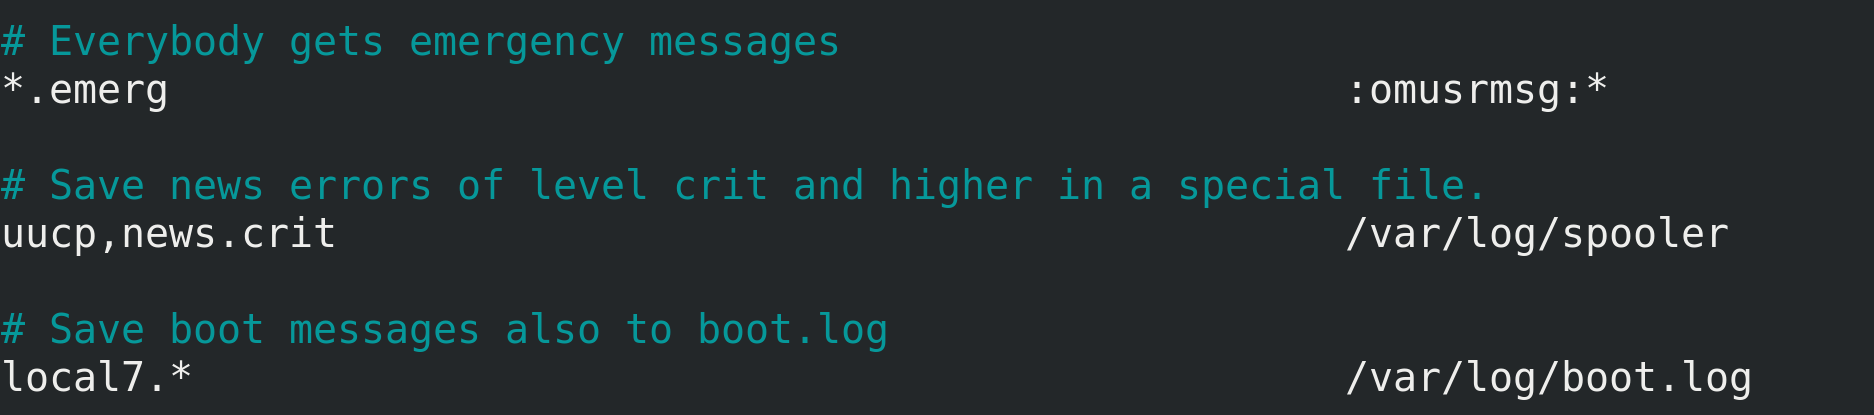 # Everybody gets emergency messages
*.emerg                                                 :omusrmsg:*
# Save news errors of level crit and higher in a special file.
uucp,news.crit                                          /var/log/spooler
# Save boot messages also to boot.log
local7.*                                                /var/log/boot.log